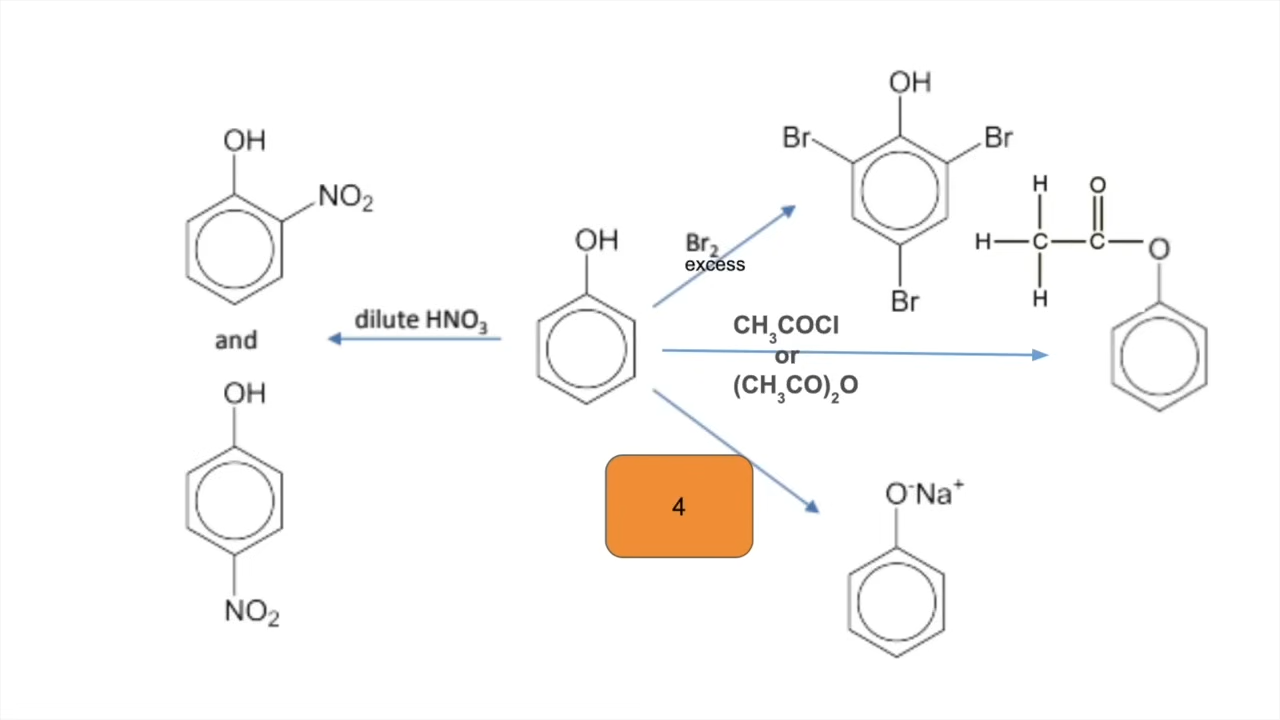 OH
NO₂
and
OH
NO₂
dilute HNO₃
OH
Br₂
excess
CH₃COCl
or
(CH₃CO)₂O
4
OH
Br
Br
Br
H
O
H
C
C
O
H
O⁻Na⁺